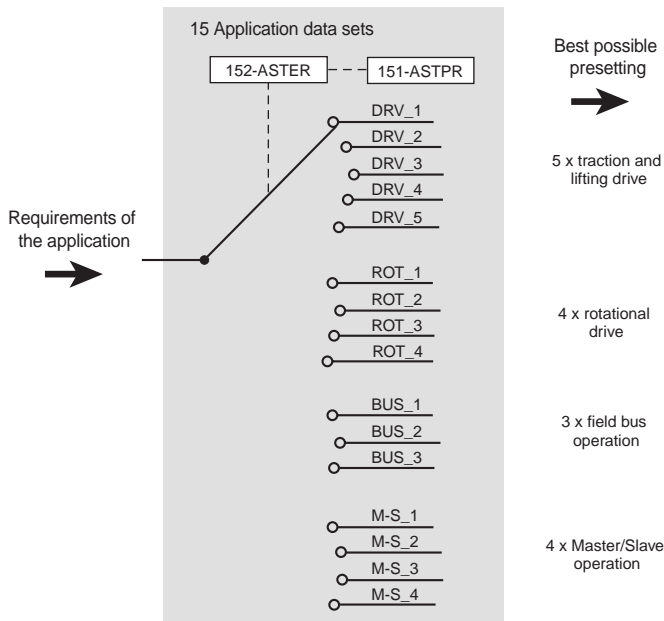 15 Application data sets
152-ASTER
151-ASTPR
Best possible
presetting
DRV_1
DRV_2
DRV_3
DRV_4
DRV_5
5 x traction and
lifting drive
Requirements of
the application
ROT_1
ROT_2
ROT_3
ROT_4
4 x rotational
drive
BUS_1
BUS_2
BUS_3
3 x field bus
operation
M-S_1
M-S_2
M-S_3
M-S_4
4 x Master/Slave
operation